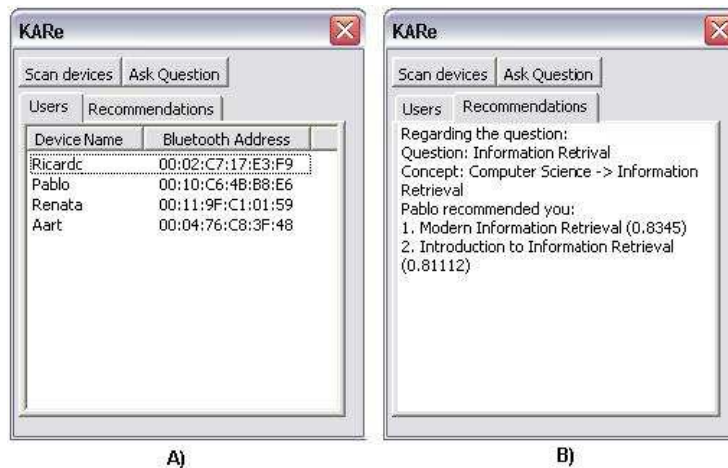 KARe
Scan devices Ask Question
Users Recommendations
Device Name Bluetooth Address
Ricardc 00:02:C7:17:E3:F9
Pablo 00:10:C6:4B:B8:E6
Renata 00:11:9F:C1:01:59
Aart 00:04:76:C8:3F:48
A)
KARe
Scan devices Ask Question
Users Recommendations
Regarding the question:
Question: Information Retrival
Concept: Computer Science -> Information
Retrieval
Pablo recommended you:
1. Modern Information Retrieval (0.8345)
2. Introduction to Information Retrieval
(0.81112)
B)